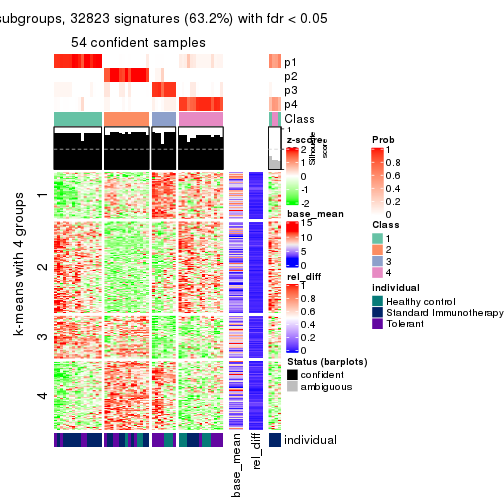 subgroups, 32823 signatures (63.2%) with fdr < 0.05
54 confident samples
p1
p2
p3
p4
Class
1
Silhouette
score
k-means with 4 groups
1
2
3
4
z-score
2
1
0
-1
-2
base_mean
15
10
5
0
rel_diff
1
0.8
0.6
0.4
0.2
0
Status (barplots)
confident
ambiguous
Prob
1
0.8
0.6
0.4
0.2
0
Class
1
2
3
4
individual
Healthy control
Standard Immunotherapy
Tolerant
individual
base_mean
rel_diff